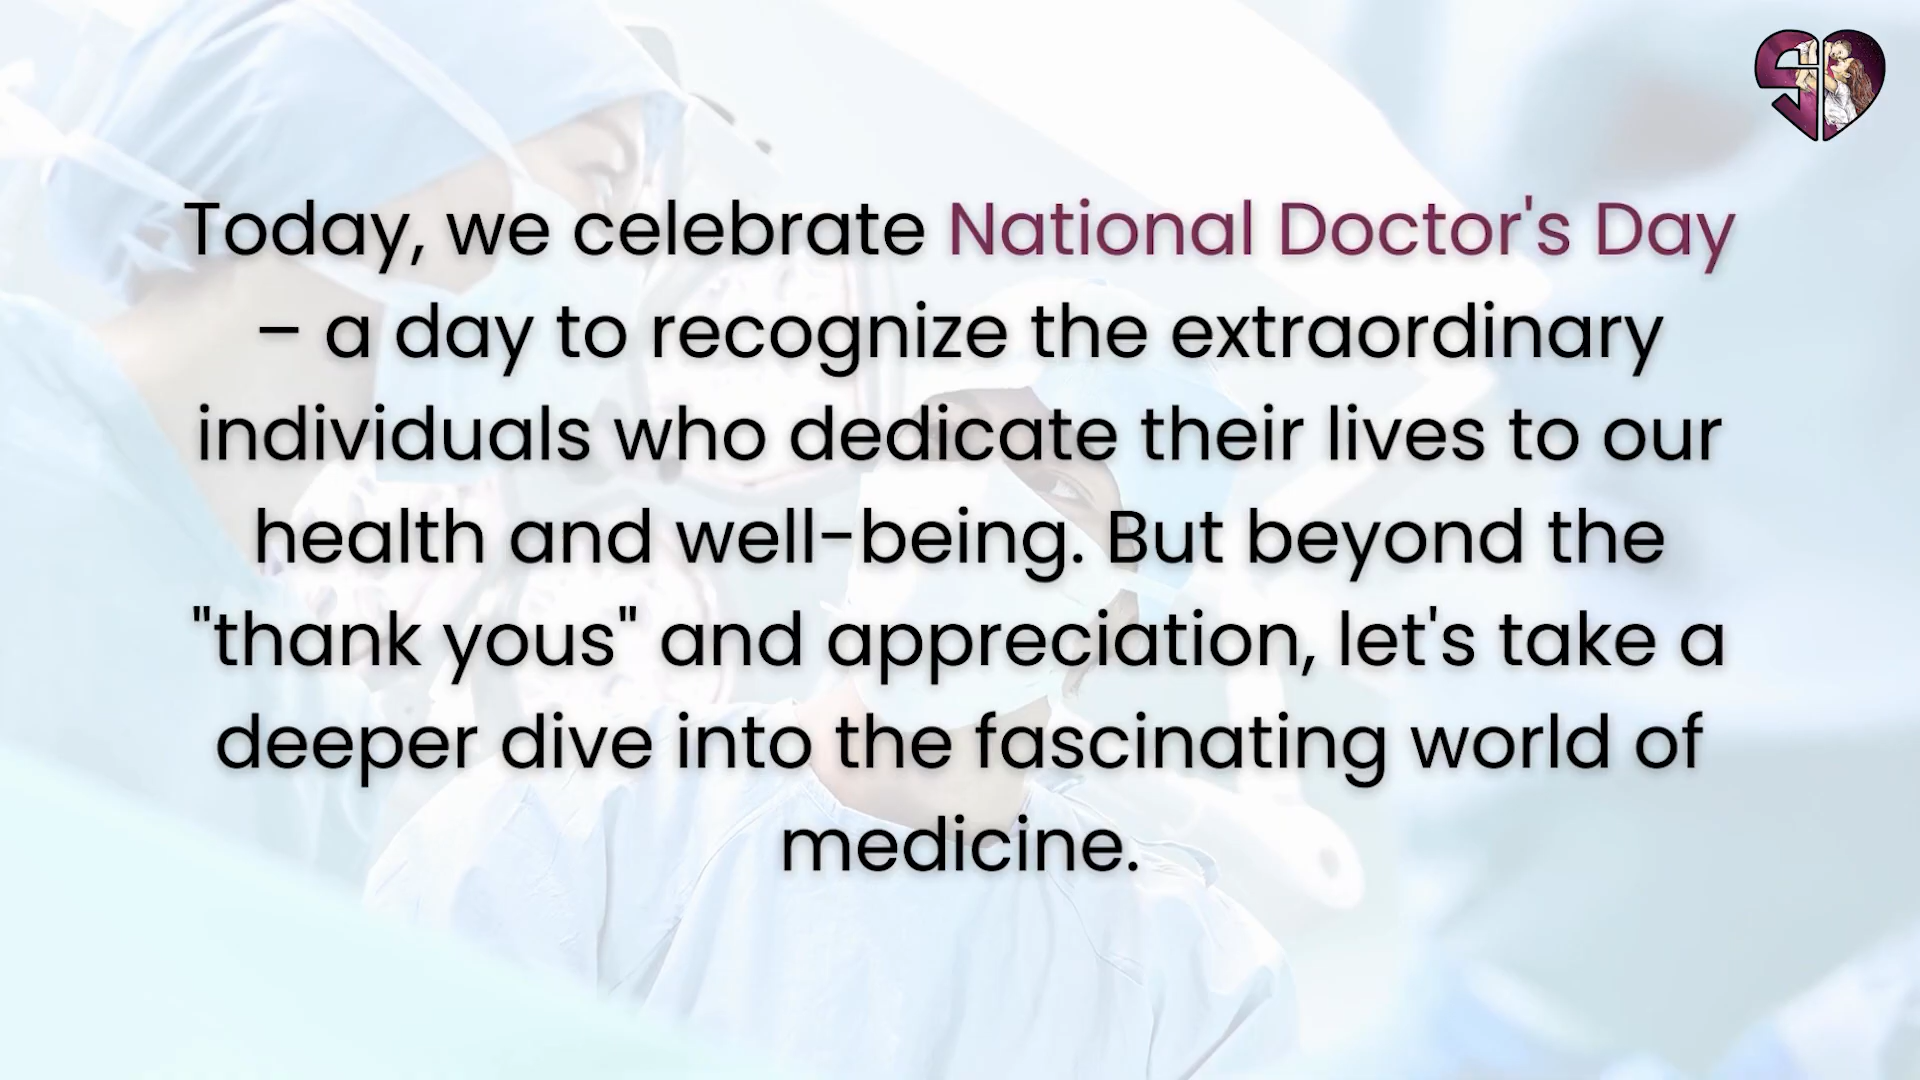 Today, we celebrate National Doctor's Day
– a day to recognize the extraordinary
individuals who dedicate their lives to our
health and well-being. But beyond the
"thank yous" and appreciation, let's take a
deeper dive into the fascinating world of
medicine.